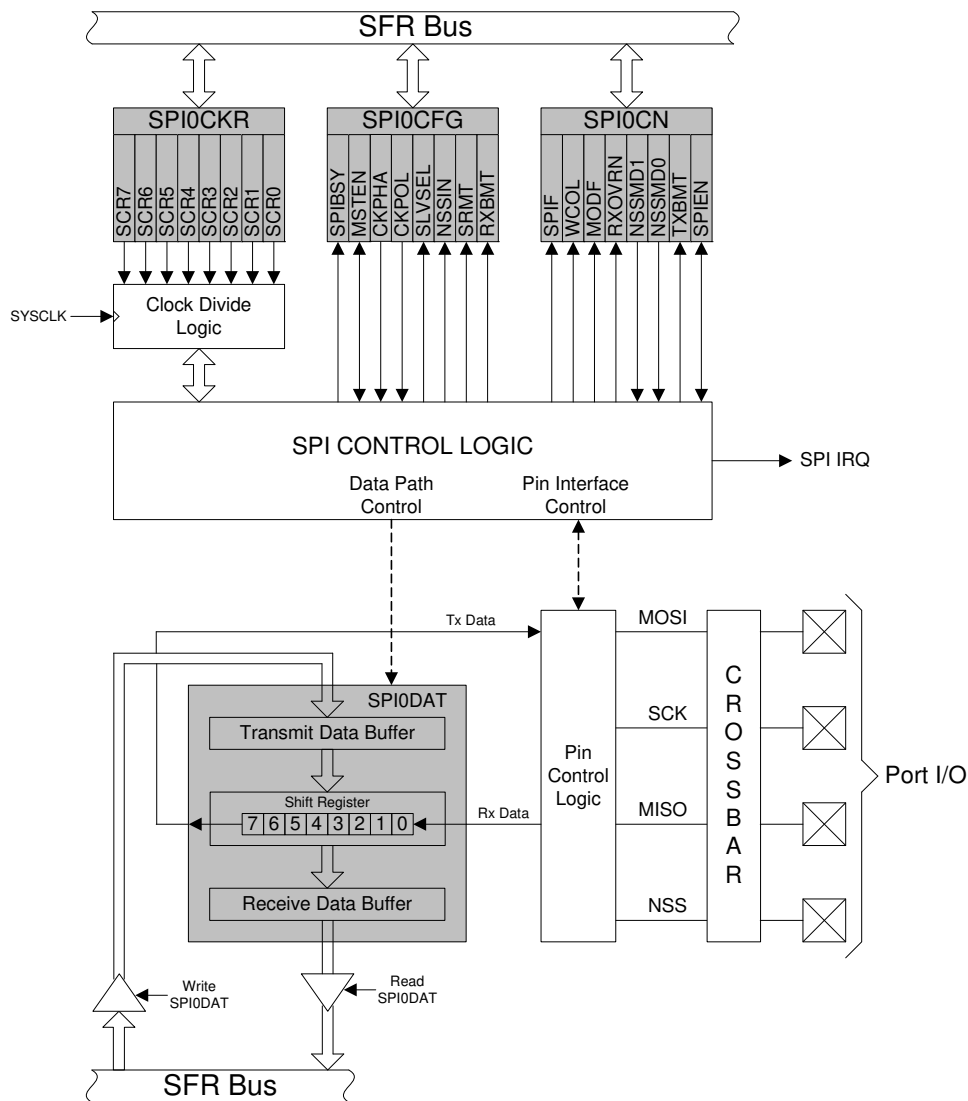 SFR Bus
SPI0CKR
SPI0CFG
SPI0CN
SCR7
SCR6
SCR5
SCR4
SCR3
SCR2
SCR1
SCR0
SPIBSY
MSTEN
CKPHA
CKPOL
SLVSEL
NSSIN
SRMT
RXBMT
SPIF
WCOL
MODF
RXOVRN
NSSMD1
NSSMD0
TXBMT
SPIEN
SYSCLK
Clock Divide
Logic
SPI CONTROL LOGIC
SPI IRQ
Data Path
Control
Pin Interface
Control
Tx Data
MOSI
SPI0DAT
Transmit Data Buffer
SCK
Shift Register
7 6 5 4 3 2 1 0
Rx Data
Pin
Control
Logic
MISO
CROSSBAR
Port I/O
Receive Data Buffer
NSS
Write
SPI0DAT
Read
SPI0DAT
SFR Bus